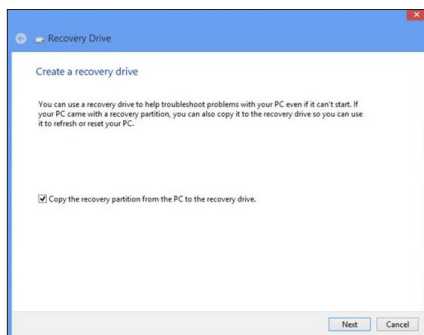 Recovery Drive
Create a recovery drive
You can use a recovery drive to help troubleshoot problems with your PC even if it can't start. If
your PC came with a recovery partition, you can also copy it to the recovery drive so you can use
it to refresh or reset your PC.
Copy the recovery partition from the PC to the recovery drive.
Next Cancel